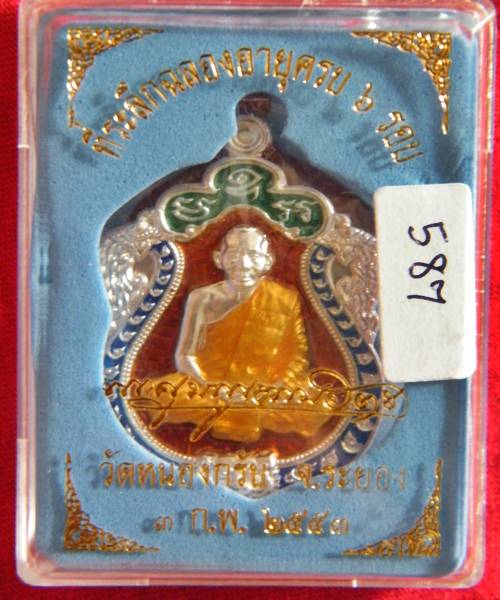 ที่ระลึกฉลองอายุครบ ๖ รอบ
587
วัดหนองกรับ จ.ระยอง
๓ ก.พ. ๒๕๕๓